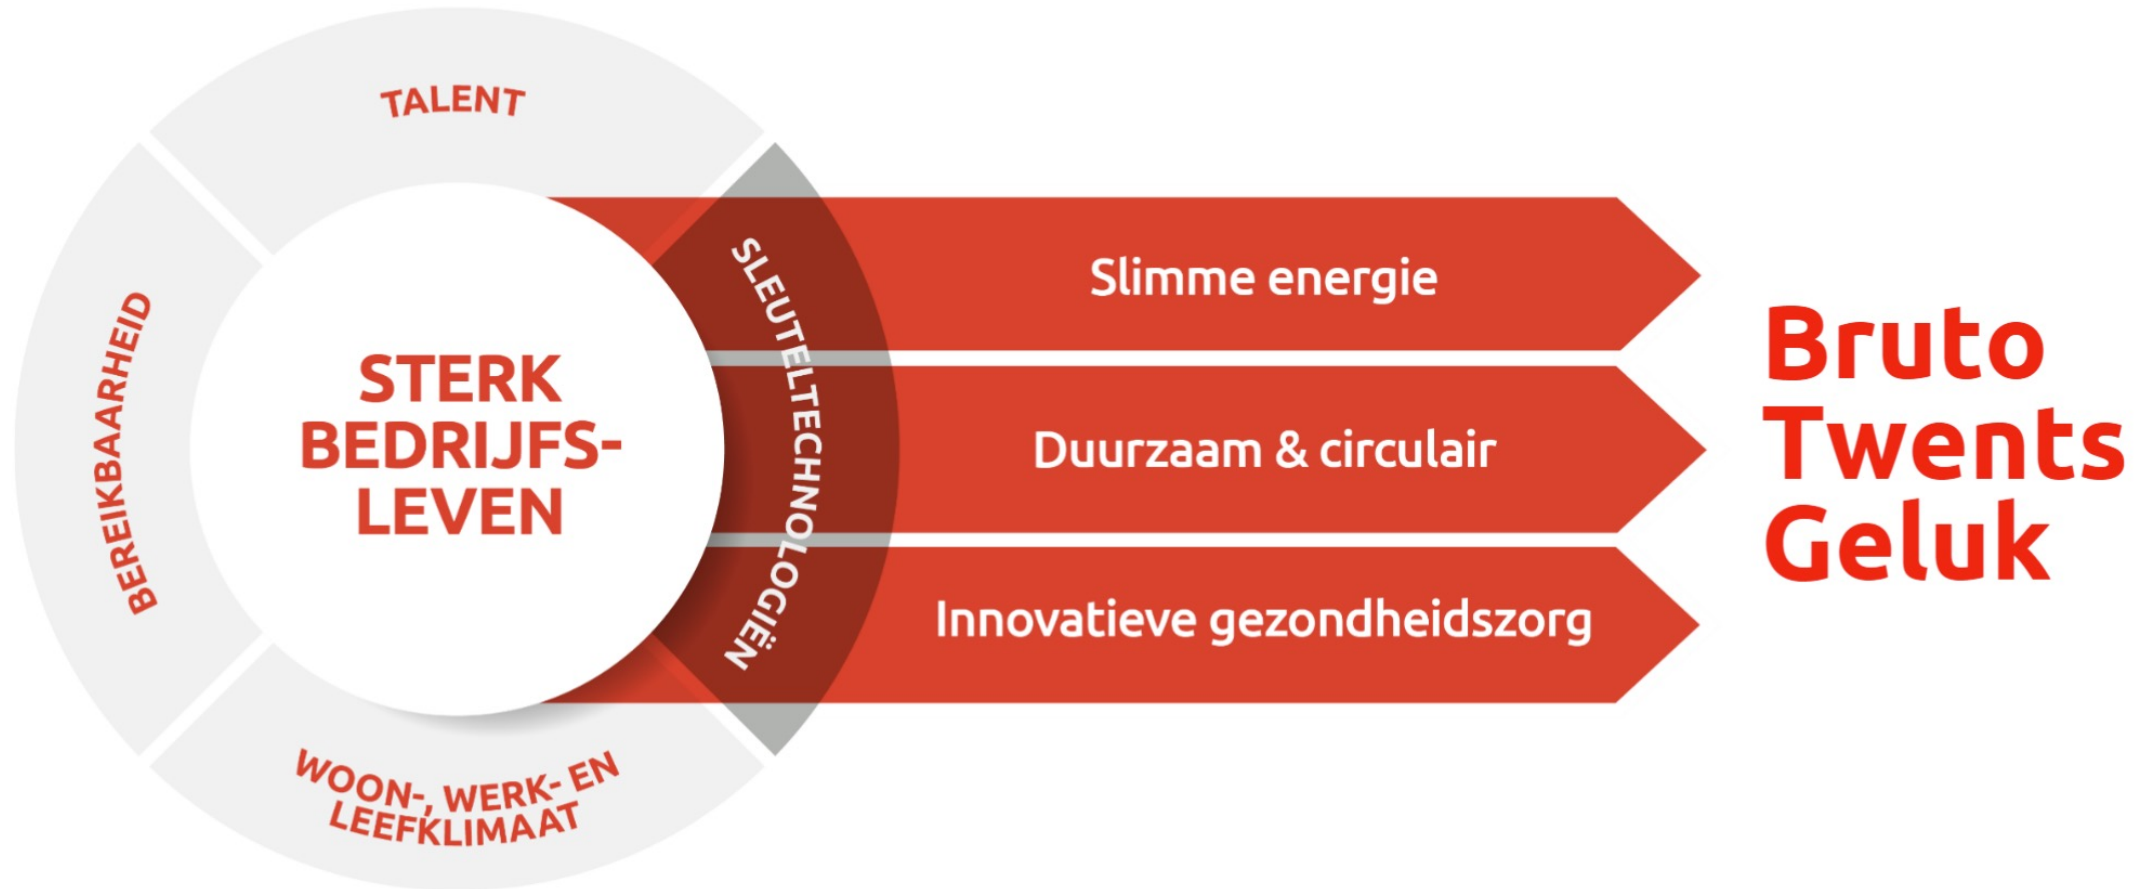 TALENT
BEREIKBAARHEID
STERK
BEDRIJFS-
LEVEN
SLEUTELTECHNOLOGIËN
WOON-, WERK- EN
LEEFKLIMAAT
Slimme energie
Duurzaam & circulair
Innovatieve gezondheidszorg
Bruto
Twents
Geluk